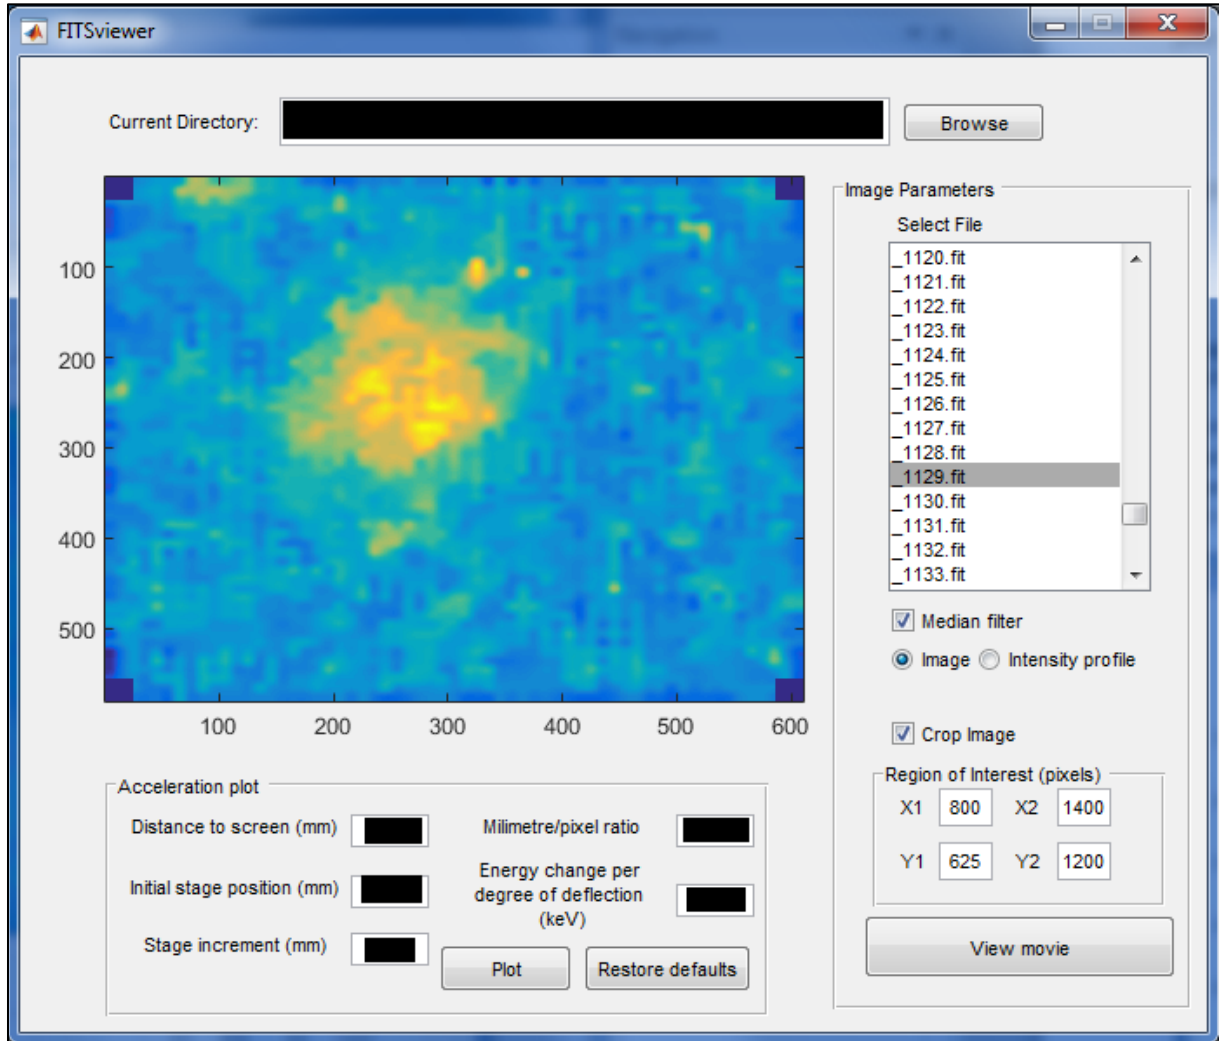 FITSviewer
Current Directory:
Browse
100
200
300
400
500
100 200 300 400 500 600
Image Parameters
Select File
_1120.fit
_1121.fit
_1122.fit
_1123.fit
_1124.fit
_1125.fit
_1126.fit
_1127.fit
_1128.fit
_1129.fit
_1130.fit
_1131.fit
_1132.fit
_1133.fit
Median filter
Image Intensity profile
Crop Image
Region of Interest (pixels)
X1 800 X2 1400
Y1 625 Y2 1200
View movie
Acceleration plot
Distance to screen (mm)
Initial stage position (mm)
Stage increment (mm)
Milimetre/pixel ratio
Energy change per
degree of deflection
(keV)
Plot Restore defaults